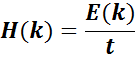 H(k) = E(k)/t